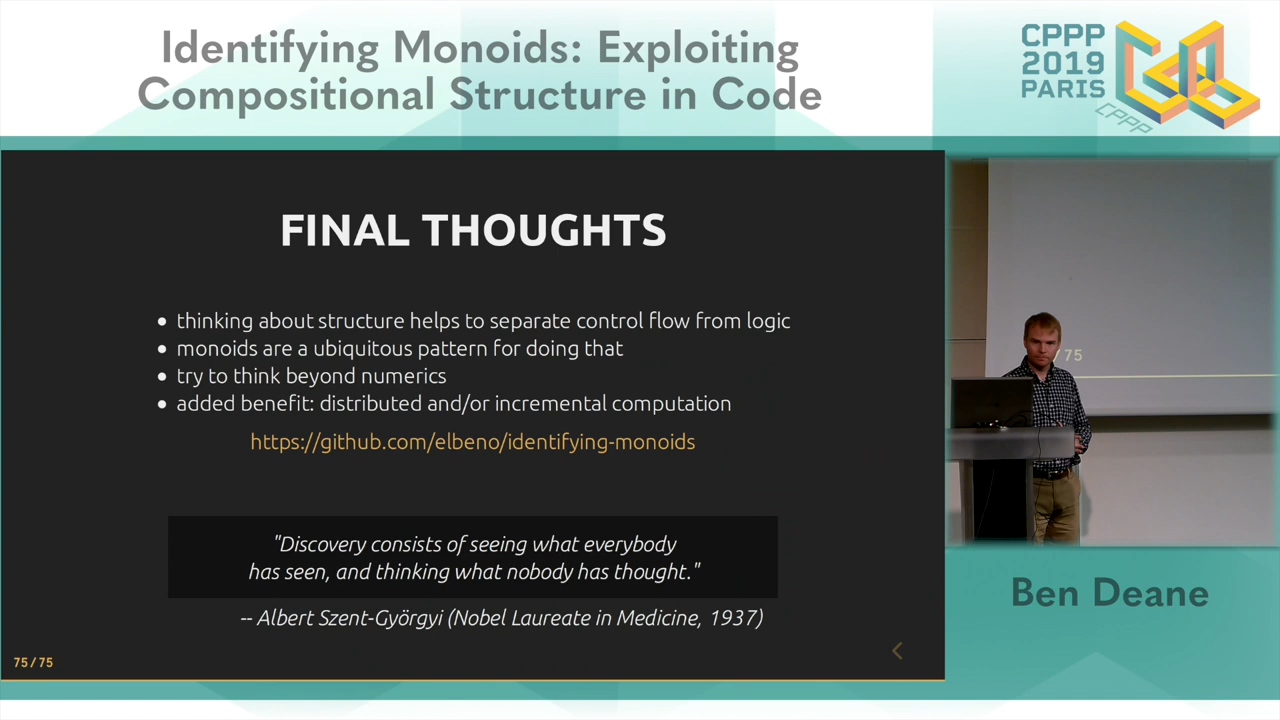 Identifying Monoids: Exploiting
Compositional Structure in Code
CPPP
2019
PARIS
CPPP
FINAL THOUGHTS
• thinking about structure helps to separate control flow from logic
• monoids are a ubiquitous pattern for doing that
• try to think beyond numerics
• added benefit: distributed and/or incremental computation
https://github.com/elbeno/identifying-monoids
"Discovery consists of seeing what everybody
has seen, and thinking what nobody has thought."
-- Albert Szent-Györgyi (Nobel Laureate in Medicine, 1937)
75 / 75
/ 75
Ben Deane